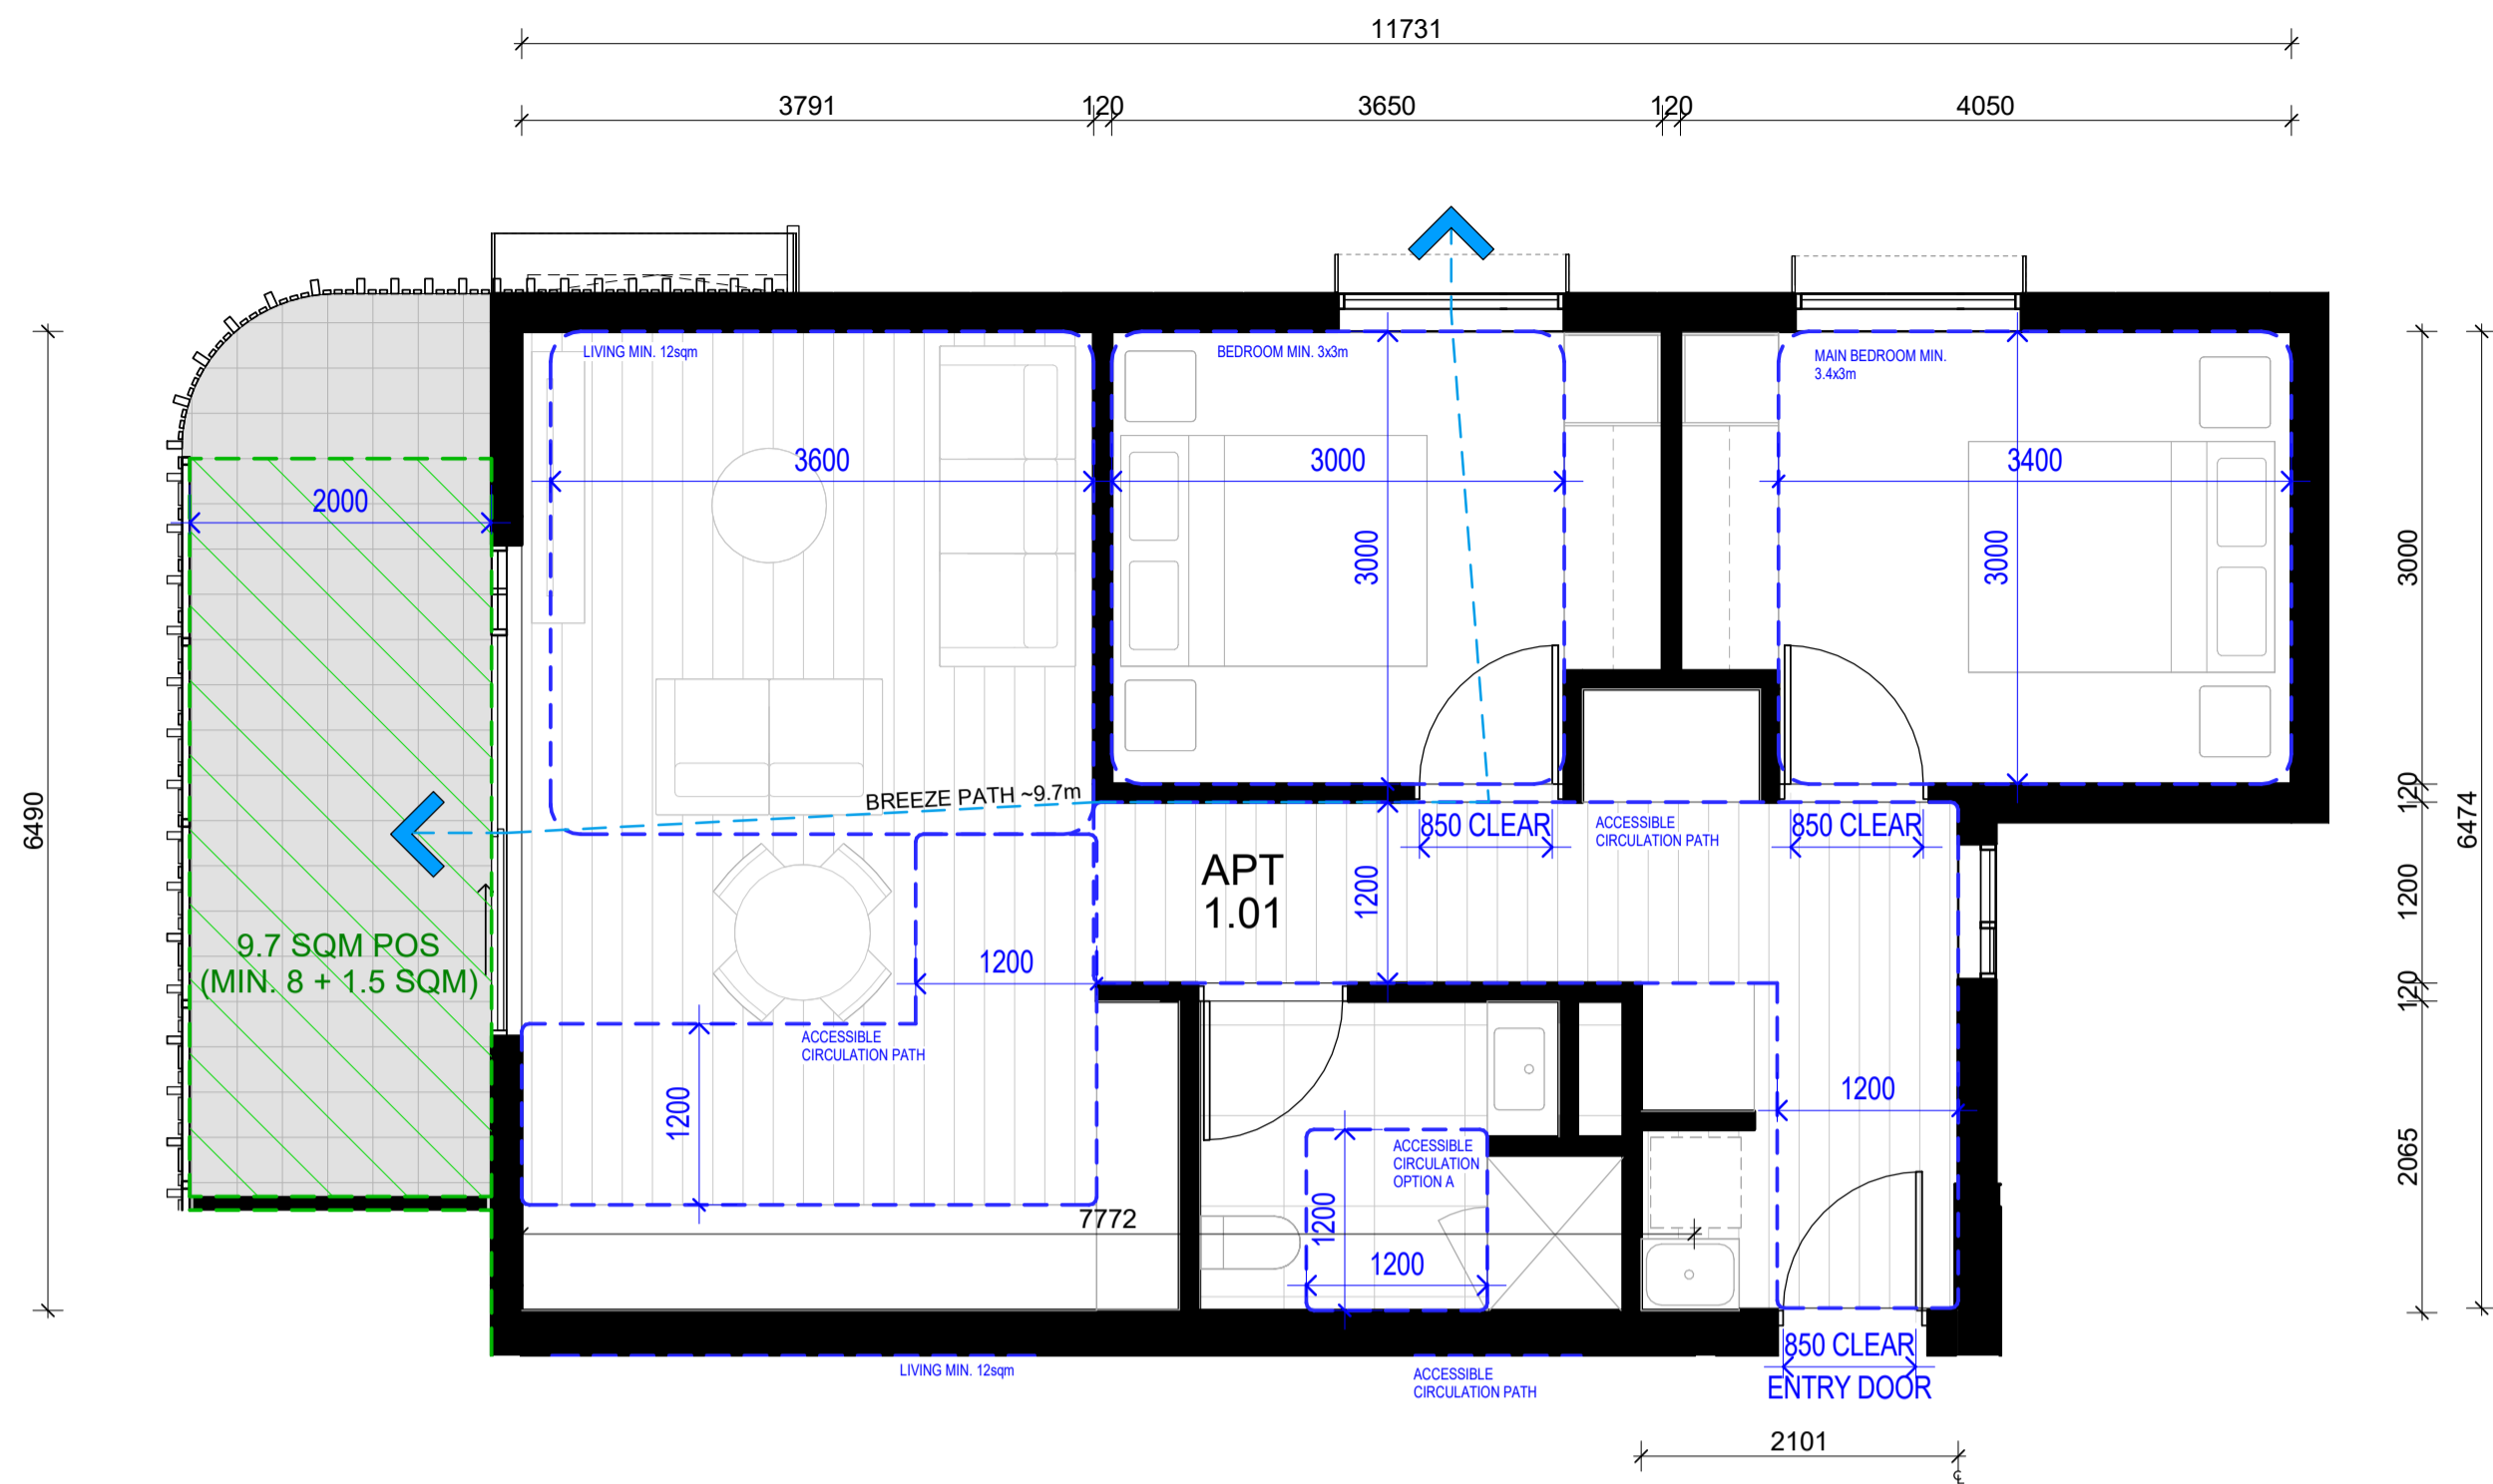 11731
3791
120
3650
120
4050
LIVING MIN. 12sqm
BEDROOM MIN. 3x3m
MAIN BEDROOM MIN.
3.4x3m
3600
3000
3400
2000
3000
3000
3000
BREEZE PATH ~9.7m
850 CLEAR
ACCESSIBLE
CIRCULATION PATH
850 CLEAR
120
6490
6474
APT
1.01
1200
1200
9.7 SQM POS
(MIN. 8 + 1.5 SQM)
1200
120
ACCESSIBLE
CIRCULATION PATH
1200
1200
ACCESSIBLE
CIRCULATION
OPTION A
2065
7772
1200
1200
850 CLEAR
ENTRY DOOR
LIVING MIN. 12sqm
ACCESSIBLE
CIRCULATION PATH
2101
℄